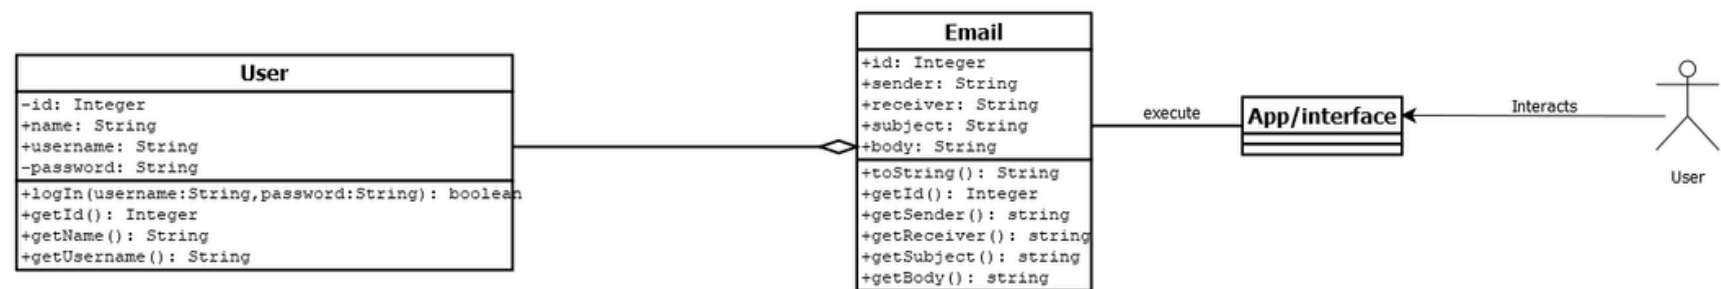 User
-id: Integer
+name: String
+username: String
-password: String
+logIn(username:String,password:String): boolean
+getId(): Integer
+getName(): String
+getUsername(): String
Email
+id: Integer
+sender: String
+receiver: String
+subject: String
+body: String
+toString(): String
+getId(): Integer
+getSender(): string
+getReceiver(): string
+getSubject(): string
+getBody(): string
execute
App/interface
Interacts
User